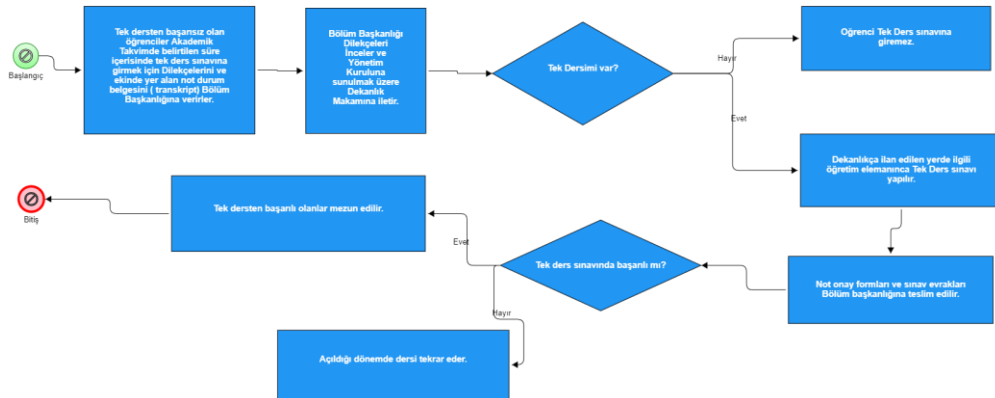 Başlangıç
Tek dersten başarısız olan
öğrenciler Akademik
Takvimde belirtilen süre
içerisinde tek ders sınavına
girmek için Dilekçelerini ve
ekinde yer alan not durum
belgesini ( transkript) Bölüm
Başkanlığına verirler.
Bölüm Başkanlığı
Dilekçeleri
İnceler ve
Yönetim
Kuruluna
sunulmak üzere
Dekanlık
Makamına iletir.
Tek Dersimi var?
Hayır
Öğrenci Tek Ders sınavına
giremez.
Evet
Dekanlıkça ilan edilen yerde ilgili
öğretim elemanınca Tek Ders sınavı
yapılır.
Not onay formları ve sınav evrakları
Bölüm başkanlığına teslim edilir.
Tek ders sınavında başarılı mı?
Evet
Tek dersten başarılı olanlar mezun edilir.
Bitiş
Hayır
Açıldığı dönemde dersi tekrar eder.